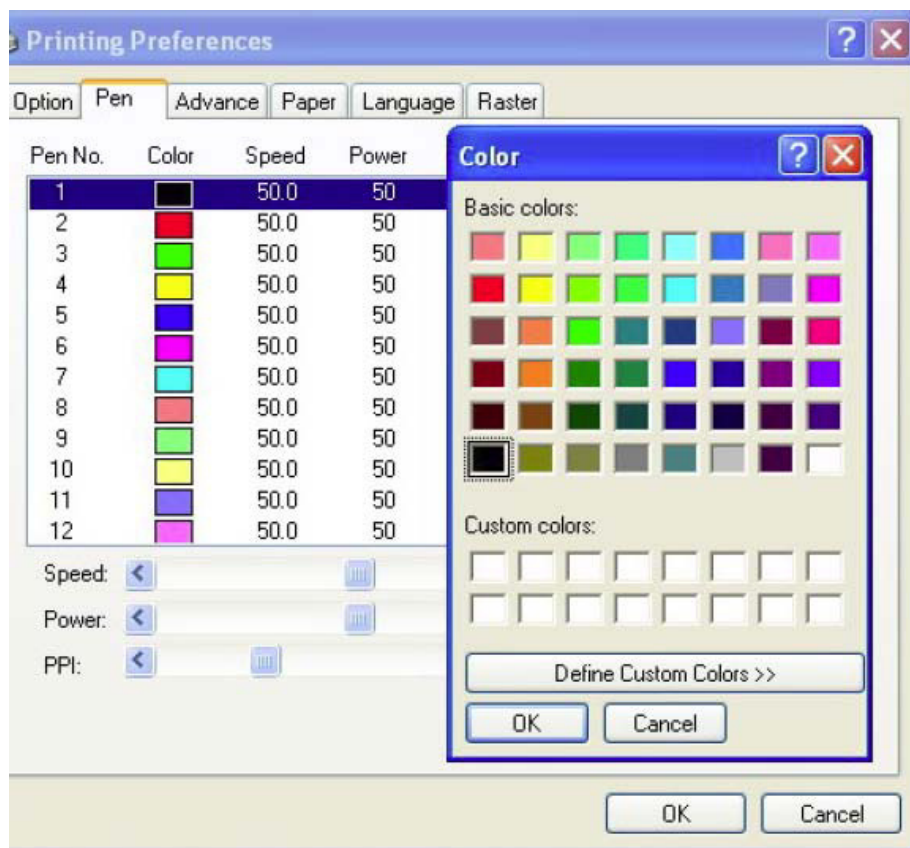 Printing Preferences
Option Pen Advance Paper Language Raster
Pen No. Color Speed Power
1 50.0 50
2 50.0 50
3 50.0 50
4 50.0 50
5 50.0 50
6 50.0 50
7 50.0 50
8 50.0 50
9 50.0 50
10 50.0 50
11 50.0 50
12 50.0 50
Speed:
Power:
PPI:
Color
Basic colors:
Custom colors:
Define Custom Colors >>
OK Cancel
OK Cancel